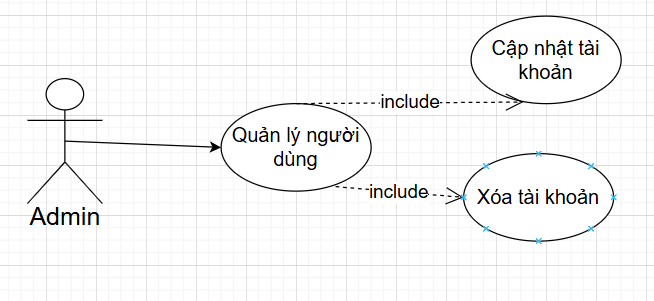 Cập nhật tài
khoản
include
Quản lý người
dùng
include
Xóa tài khoản
Admin